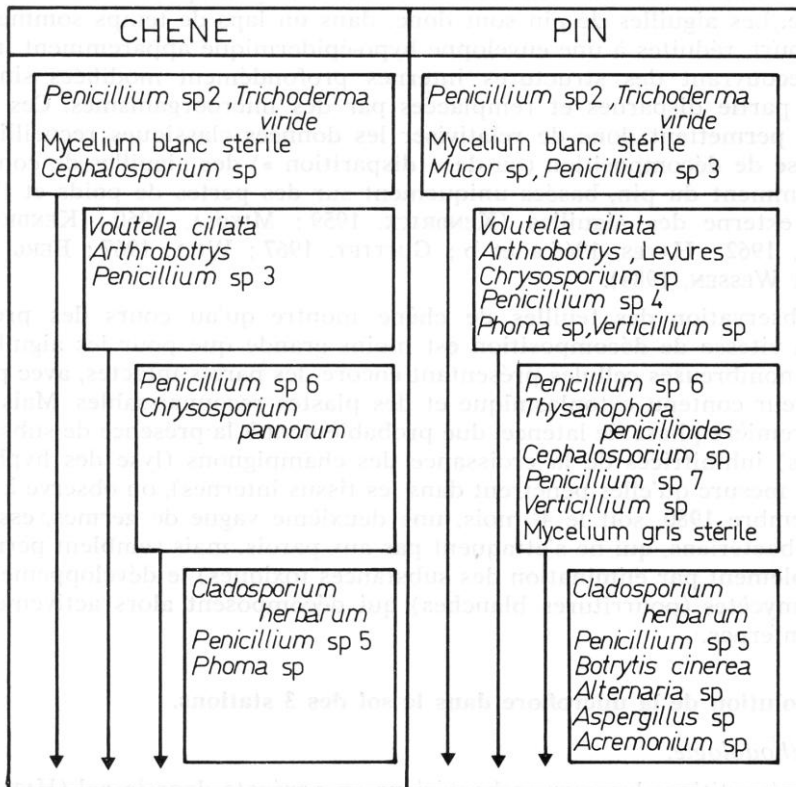 CHENE
Penicillium sp2, Trichoderma
viride
Mycelium blanc stérile
Cephalosporium sp
Volutella ciliata
Arthrobotrys
Penicillium sp 3
Penicillium sp 6
Chrysosporium
pannorum
Cladosporium
herbarum
Penicillium sp 5
Phoma sp
PIN
Penicillium sp2, Trichoderma
viride
Mycelium blanc stérile
Mucor sp, Penicillium sp 3
Volutella ciliata
Arthrobotrys, Levures
Chrysosporium sp
Penicillium sp 4
Phoma sp, Verticillium sp
Penicillium sp 6
Thysanophora
penicillioides
Cephalosporium sp
Penicillium sp 7
Verticillium sp
Mycelium gris stérile
Cladosporium
herbarum
Penicillium sp 5
Botrytis cinerea
Alternaria sp
Aspergillus sp
Acremonium sp